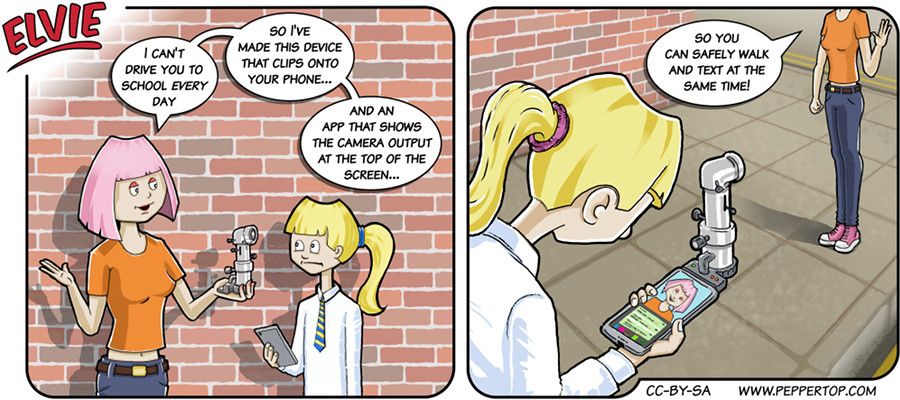 ELVIE
I CAN'T
DRIVE YOU TO
SCHOOL EVERY
DAY
SO I'VE
MADE THIS DEVICE
THAT CLIPS ONTO
YOUR PHONE...
AND AN
APP THAT SHOWS
THE CAMERA OUTPUT
AT THE TOP OF THE
SCREEN...
SO YOU
CAN SAFELY WALK
AND TEXT AT THE
SAME TIME!
CC-BY-SA
WWW.PEPPERTOP.COM